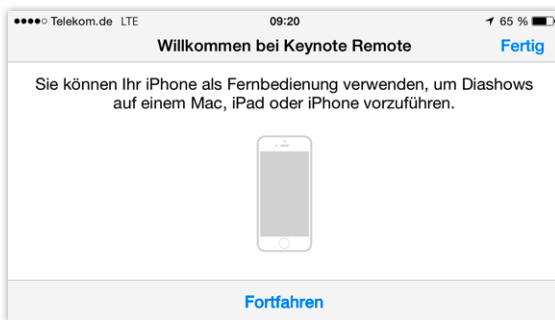 Telekom.de LTE 09:20 65 %
Willkommen bei Keynote Remote Fertig
Sie können Ihr iPhone als Fernbedienung verwenden, um Diashows
auf einem Mac, iPad oder iPhone vorzuführen.
Fortfahren